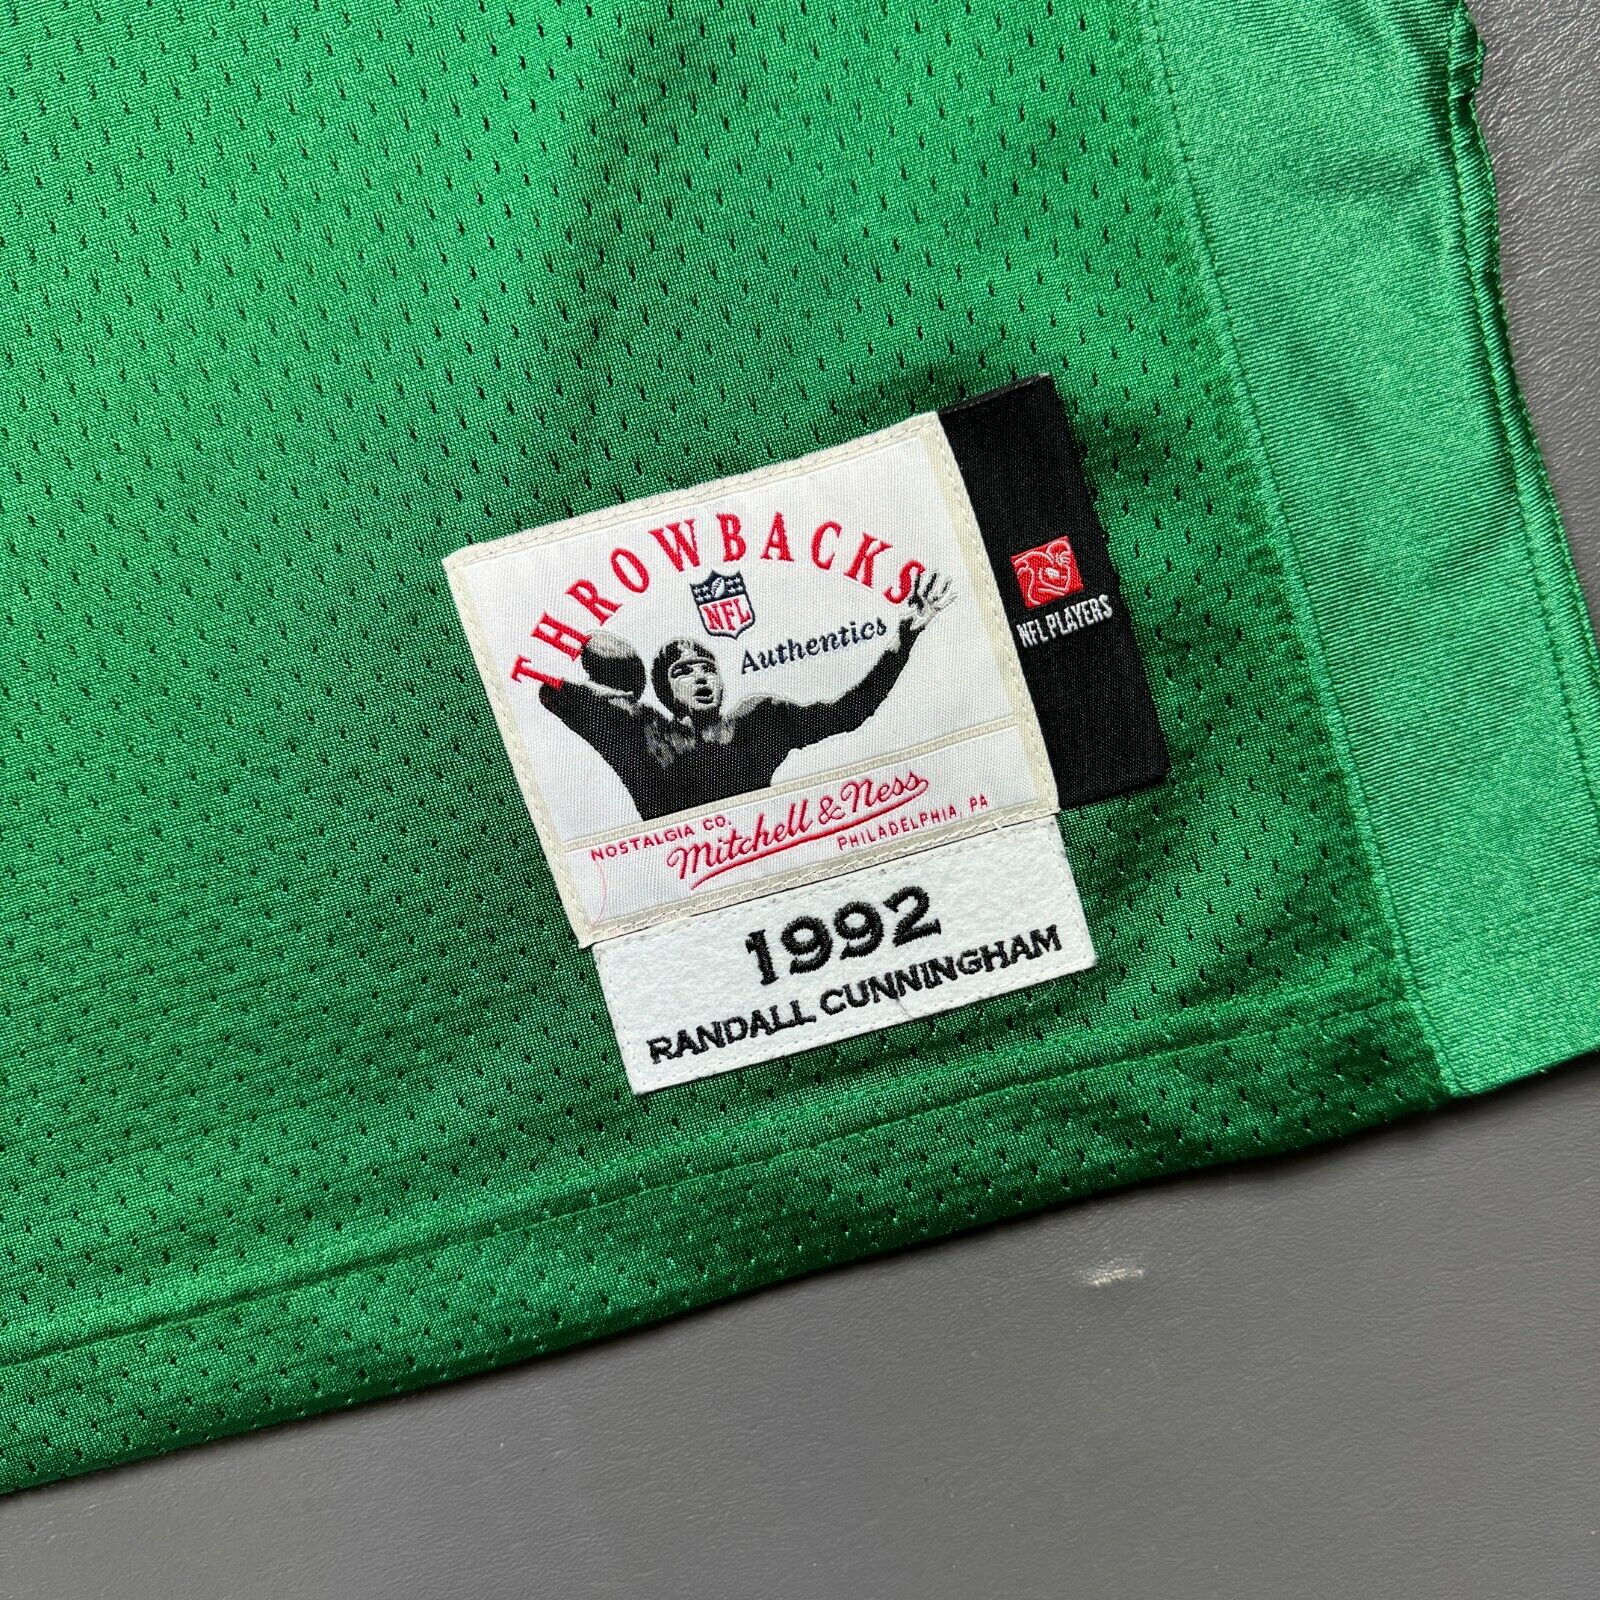 THROWBACKS
NFL
Authentics
NFL PLAYERS
NOSTALGIA CO.
Mitchell & Ness
PHILADELPHIA, PA
1992
RANDALL CUNNINGHAM